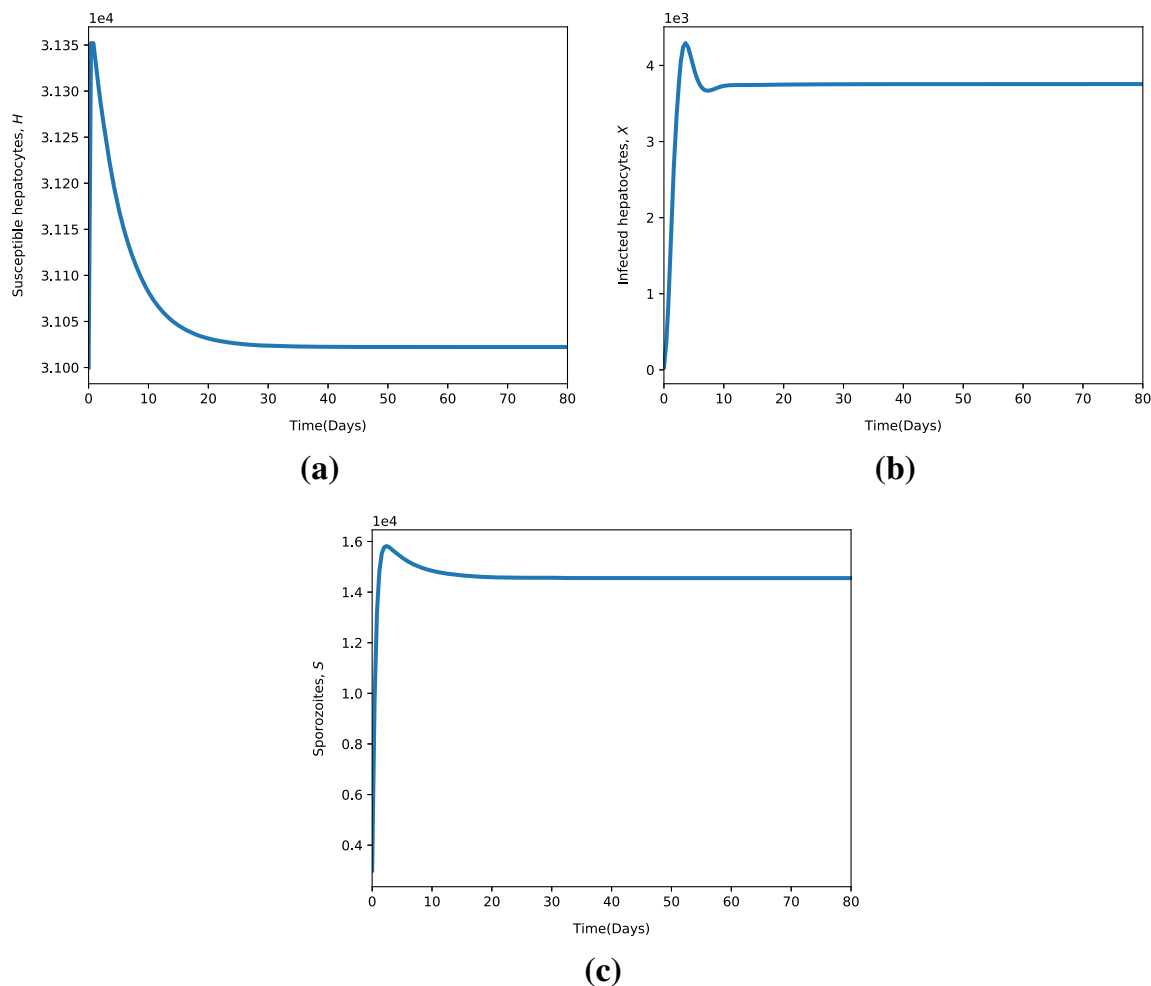 1e4
3.135
3.130
3.125
3.120
3.115
3.110
3.105
3.100
Susceptible hepatocytes, H
0 10 20 30 40 50 60 70 80
Time(Days)
(a)
1e3
4
3
2
1
0
Infected hepatocytes, X
0 10 20 30 40 50 60 70 80
Time(Days)
(b)
1e4
1.6
1.4
1.2
1.0
0.8
0.6
0.4
Sporozoites, S
0 10 20 30 40 50 60 70 80
Time(Days)
(c)